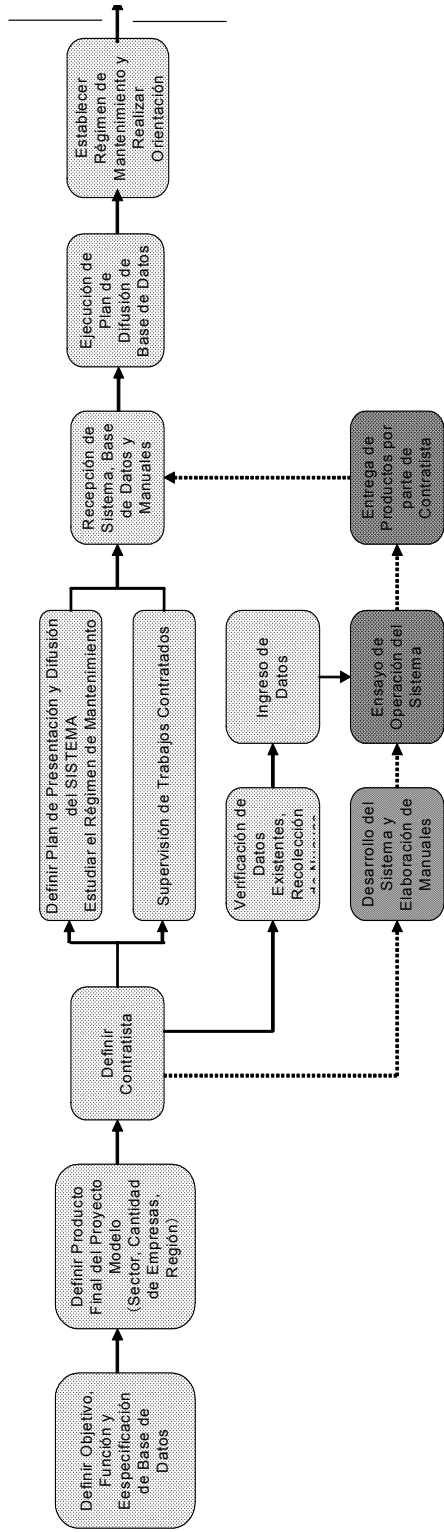 Definir Objetivo,
Función y
Eespecificación
de Base de
Datos
Definir Producto
Final del Proyecto
Modelo
(Sector, Cantidad
de Empresas,
Región)
Definir
Contratista
Definir Plan de Presentación y Difusión
del SISTEMA
Estudiar el Régimen de Mantenimiento
Supervisión de Trabajos Contratados
Verificación de
Datos
Existentes,
Recolección
Ingreso de
Datos
Desarrollo del
Sistema y
Elaboración de
Manuales
Ensayo de
Operación del
Sistema
Entrega de
Productos por
parte de
Contratista
Recepción de
Sistema, Base
de Datos y
Manuales
Ejecución de
Plan de
Difusión de
Base de Datos
Establecer
Régimen de
Mantenimiento y
Realizar
Orientación